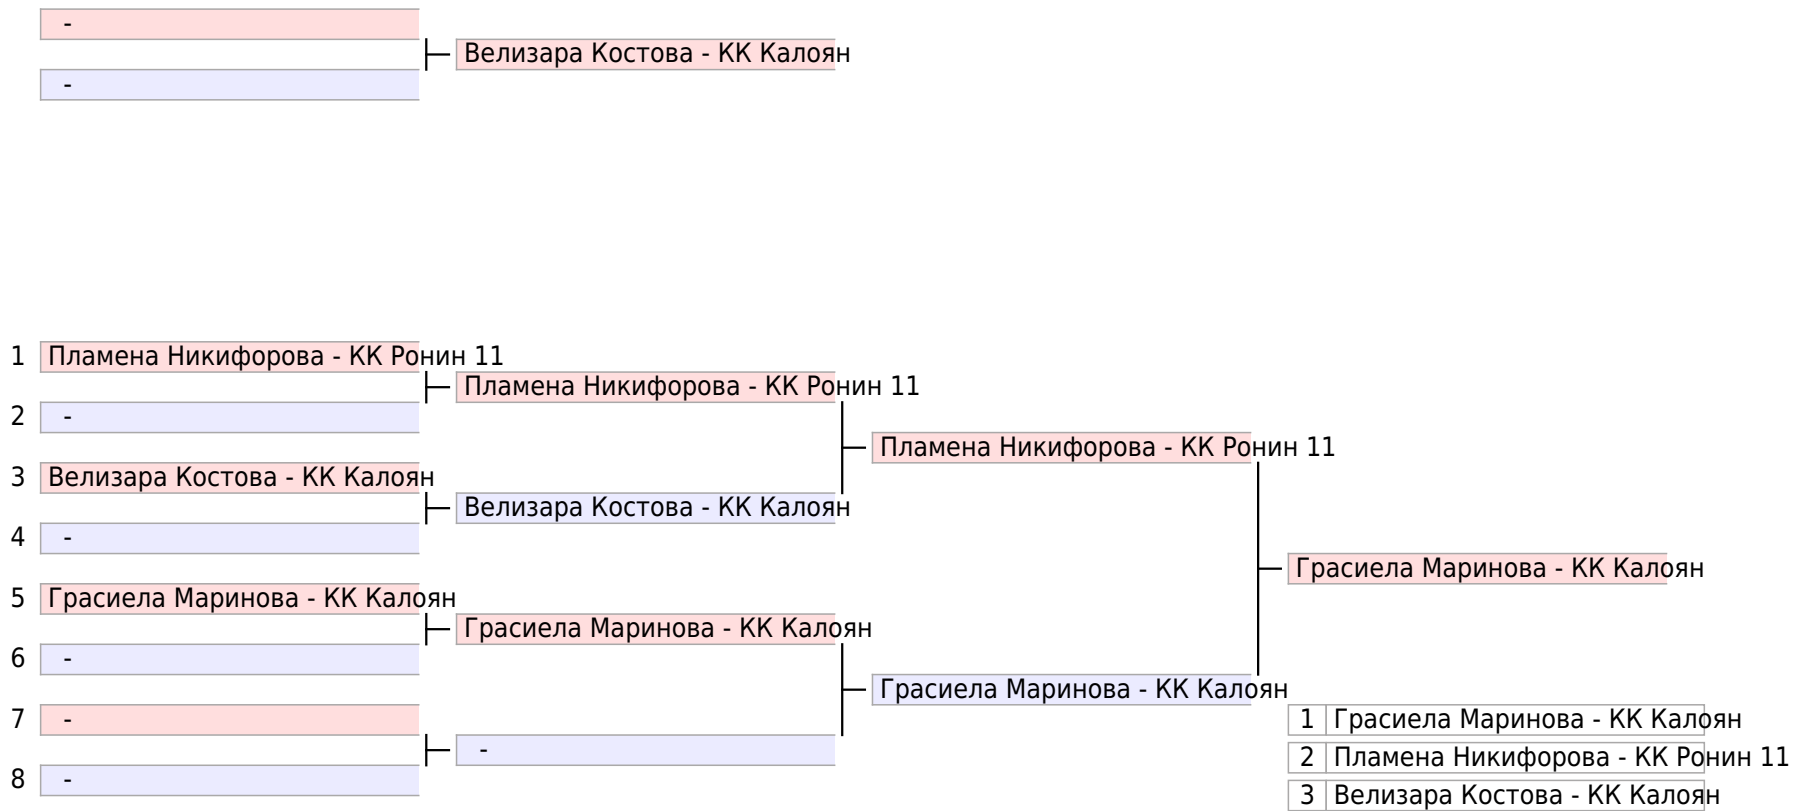 -
Велизара Костова - КК Калоян
-
1 Пламена Никифорова - КК Ронин 11
Пламена Никифорова - КК Ронин 11
2 -
Пламена Никифорова - КК Ронин 11
3 Велизара Костова - КК Калоян
Велизара Костова - КК Калоян
4 -
Грасиела Маринова - КК Калоян
5 Грасиела Маринова - КК Калоян
Грасиела Маринова - КК Калоян
6 -
Грасиела Маринова - КК Калоян
7 -
1 Грасиела Маринова - КК Калоян
-
2 Пламена Никифорова - КК Ронин 11
8 -
3 Велизара Костова - КК Калоян